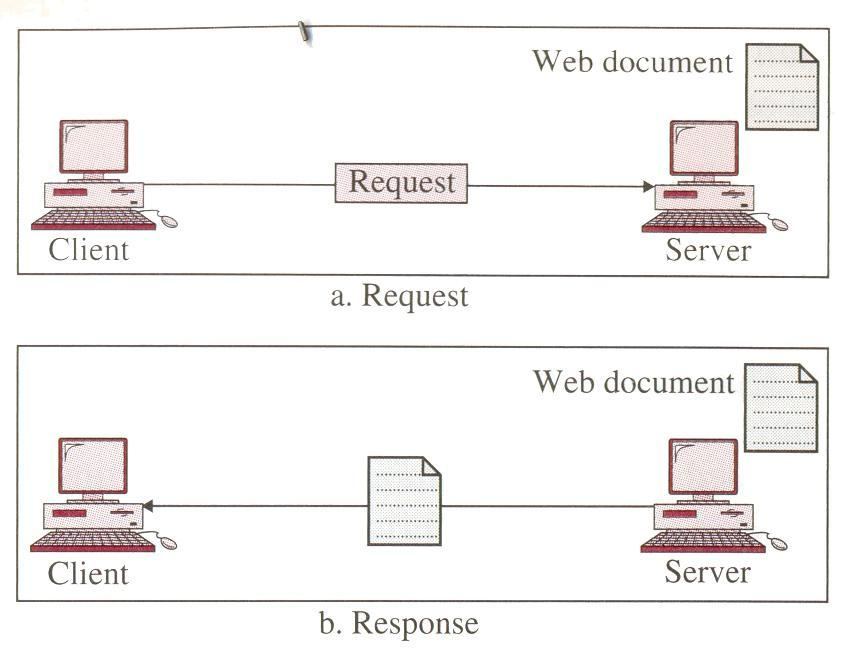 Web document
Request
Client
Server
a. Request
Web document
Client
Server
b. Response